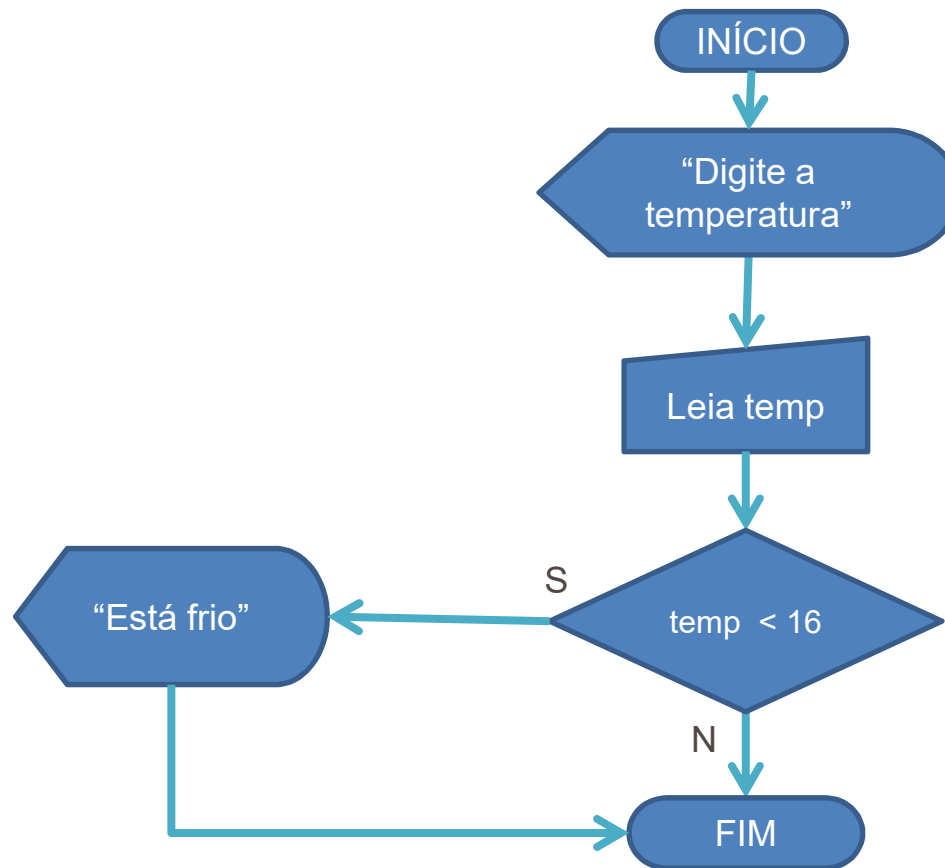 INÍCIO
“Digite a
temperatura”
Leia temp
temp < 16
S
“Está frio”
N
FIM